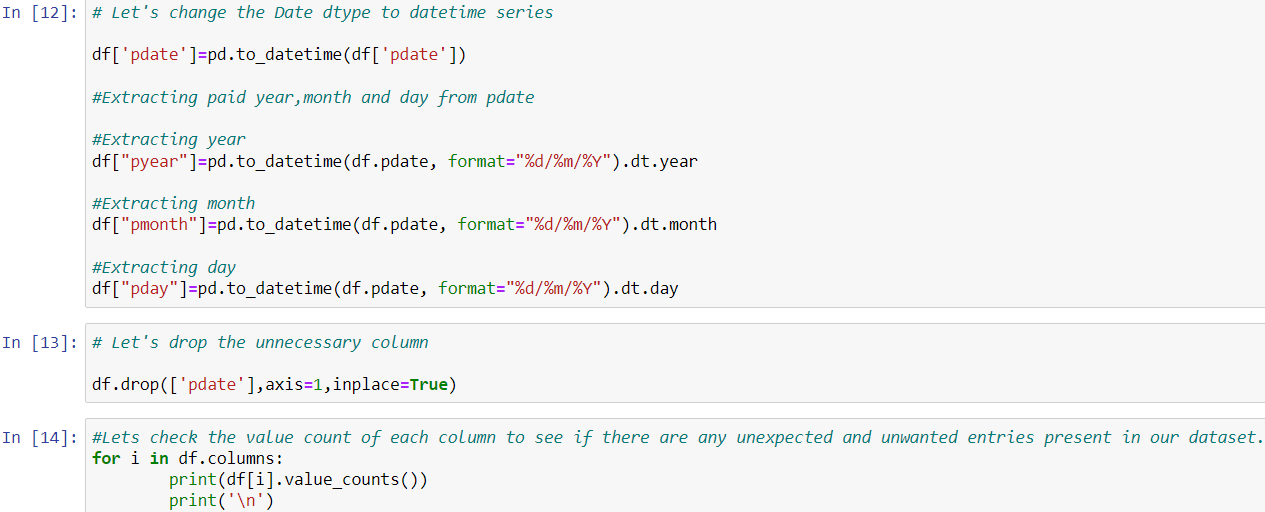 In [12]: # Let's change the Date dtype to datetime series
df['pdate']=pd.to_datetime(df['pdate'])
#Extracting paid year,month and day from pdate
#Extracting year
df["pyear"]=pd.to_datetime(df.pdate, format="%d/%m/%Y").dt.year
#Extracting month
df["pmonth"]=pd.to_datetime(df.pdate, format="%d/%m/%Y").dt.month
#Extracting day
df["pday"]=pd.to_datetime(df.pdate, format="%d/%m/%Y").dt.day
In [13]: # Let's drop the unnecessary column
df.drop(['pdate'],axis=1,inplace=True)
In [14]: #Lets check the value count of each column to see if there are any unexpected and unwanted entries present in our dataset.
for i in df.columns:
        print(df[i].value_counts())
        print('\n')